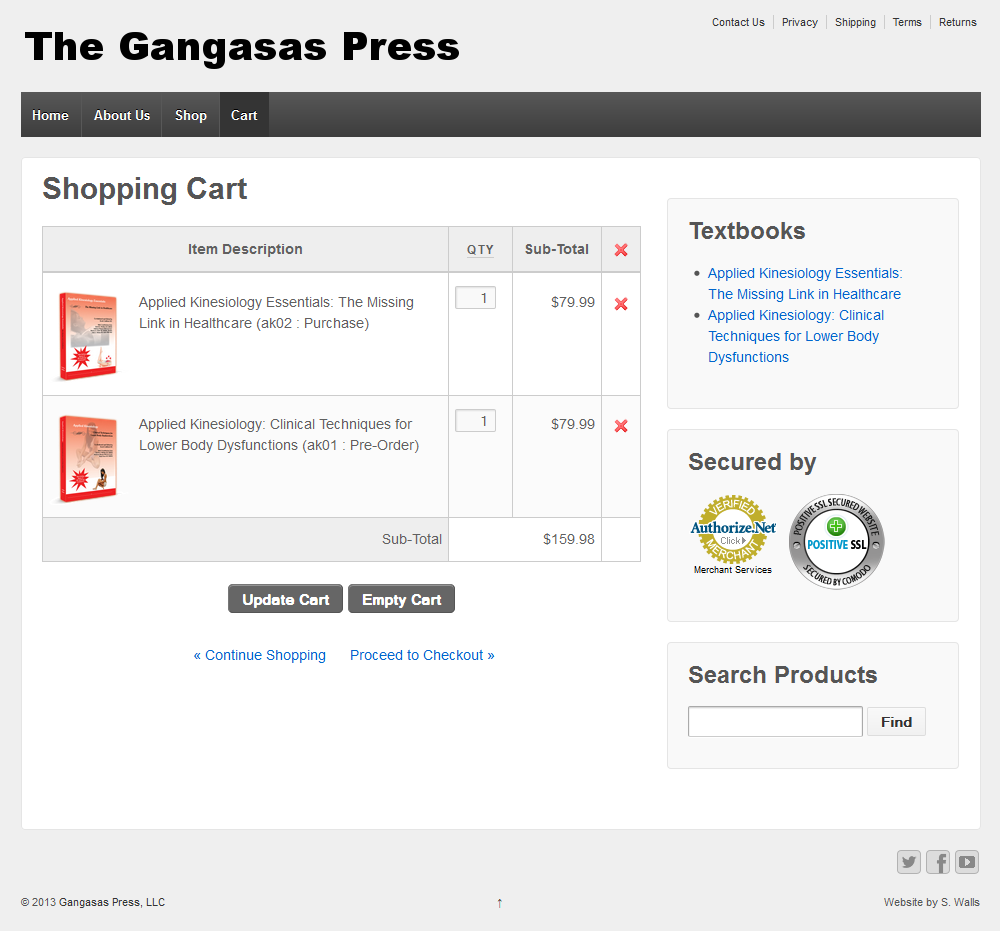 The Gangasas Press
Contact Us
Privacy
Shipping
Terms
Returns
Home
About Us
Shop
Cart
Shopping Cart
Item Description
QTY
Sub-Total
Applied Kinesiology Essentials: The Missing
Link in Healthcare (ak02 : Purchase)
1
$79.99
Applied Kinesiology: Clinical Techniques for
Lower Body Dysfunctions (ak01 : Pre-Order)
1
$79.99
Sub-Total
$159.98
Update Cart
Empty Cart
« Continue Shopping
Proceed to Checkout »
Textbooks
Applied Kinesiology Essentials:
The Missing Link in Healthcare
Applied Kinesiology: Clinical
Techniques for Lower Body
Dysfunctions
Secured by
VERIFIED
Authorize.Net
Click
MERCHANT
Merchant Services
POSITIVE SSL SECURED WEBSITE
POSITIVE SSL
SECURED BY COMODO
Search Products
Find
© 2013 Gangasas Press, LLC
↑
Website by S. Walls